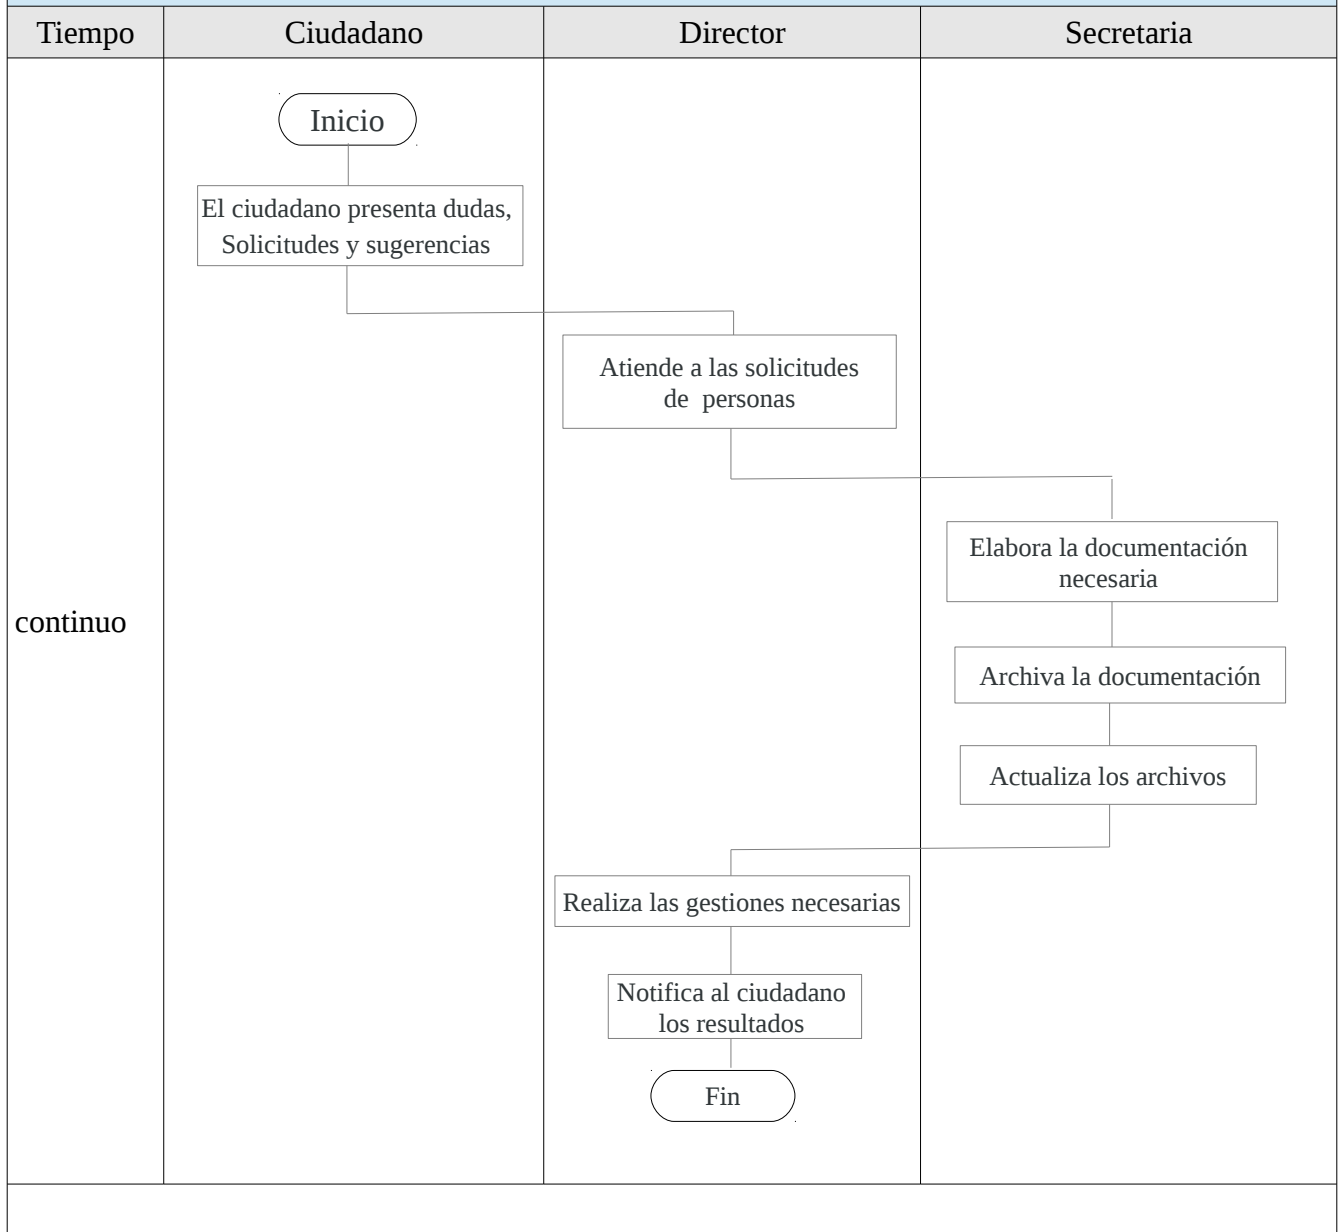 Tiempo
Ciudadano
Director
Secretaria
Inicio
El ciudadano presenta dudas,
Solicitudes y sugerencias
Atiende a las solicitudes
de  personas
Elabora la documentación
necesaria
continuo
Archiva la documentación
Actualiza los archivos
Realiza las gestiones necesarias
Notifica al ciudadano
los resultados
Fin